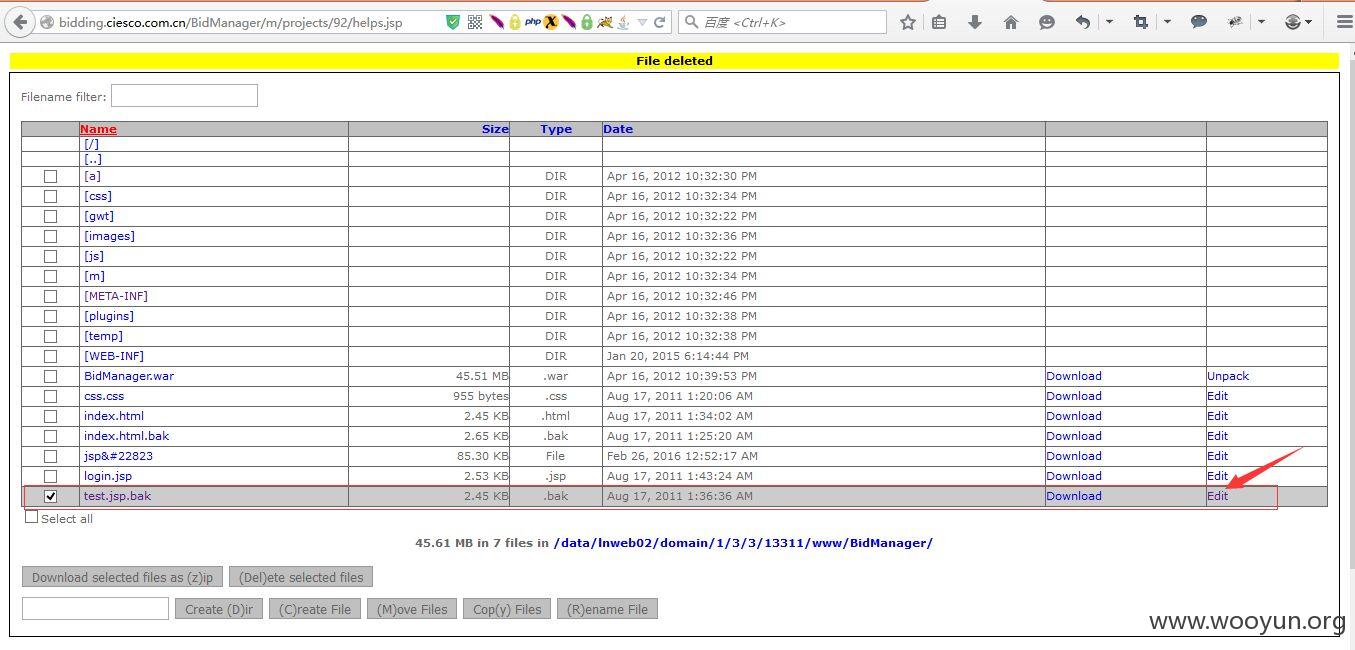 bidding.ciesco.com.cn/BidManager/m/projects/92/helps.jsp php X 百度 <Ctrl+K>
File deleted
Filename filter:
Name Size Type Date
[/]
[..]
[a] DIR Apr 16, 2012 10:32:30 PM
[css] DIR Apr 16, 2012 10:32:34 PM
[gwt] DIR Apr 16, 2012 10:32:22 PM
[images] DIR Apr 16, 2012 10:32:36 PM
[js] DIR Apr 16, 2012 10:32:22 PM
[m] DIR Apr 16, 2012 10:32:34 PM
[META-INF] DIR Apr 16, 2012 10:32:46 PM
[plugins] DIR Apr 16, 2012 10:32:38 PM
[temp] DIR Apr 16, 2012 10:32:38 PM
[WEB-INF] DIR Jan 20, 2015 6:14:44 PM
BidManager.war 45.51 MB .war Apr 16, 2012 10:39:53 PM Download Unpack
css.css 955 bytes .css Aug 17, 2011 1:20:06 AM Download Edit
index.html 2.45 KB .html Aug 17, 2011 1:34:02 AM Download Edit
index.html.bak 2.65 KB .bak Aug 17, 2011 1:25:20 AM Download Edit
jsp&#22823 85.30 KB File Feb 26, 2016 12:52:17 AM Download Edit
login.jsp 2.53 KB .jsp Aug 17, 2011 1:43:24 AM Download Edit
test.jsp.bak 2.45 KB .bak Aug 17, 2011 1:36:36 AM Download Edit
Select all
45.61 MB in 7 files in /data/lnweb02/domain/1/3/3/13311/www/BidManager/
Download selected files as (z)ip (Del)ete selected files
Create (D)ir (C)reate File (M)ove Files Cop(y) Files (R)ename File
www.wooyun.org